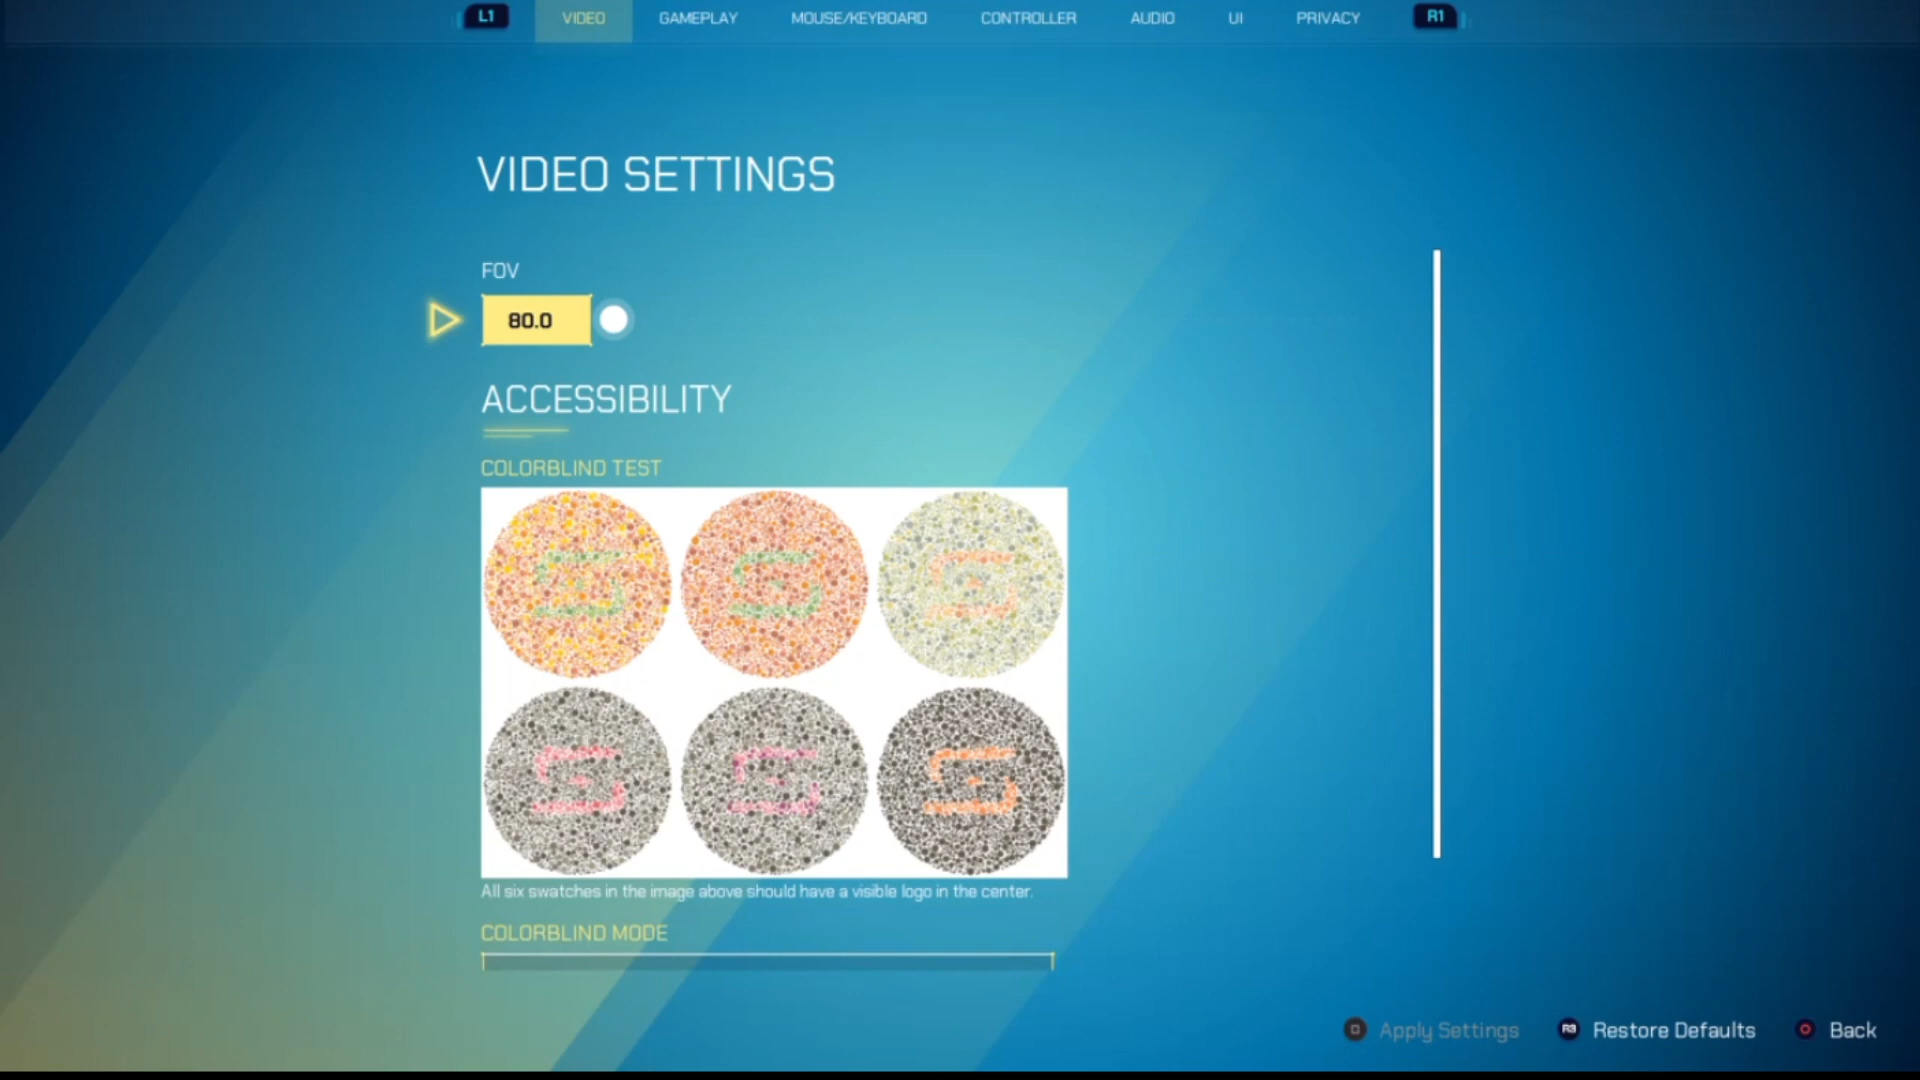 L1 VIDEO GAMEPLAY MOUSE/KEYBOARD CONTROLLER AUDIO UI PRIVACY R1
VIDEO SETTINGS
FOV
80.0
ACCESSIBILITY
COLORBLIND TEST
All six swatches in the image above should have a visible logo in the center.
COLORBLIND MODE
Apply Settings R3 Restore Defaults Back